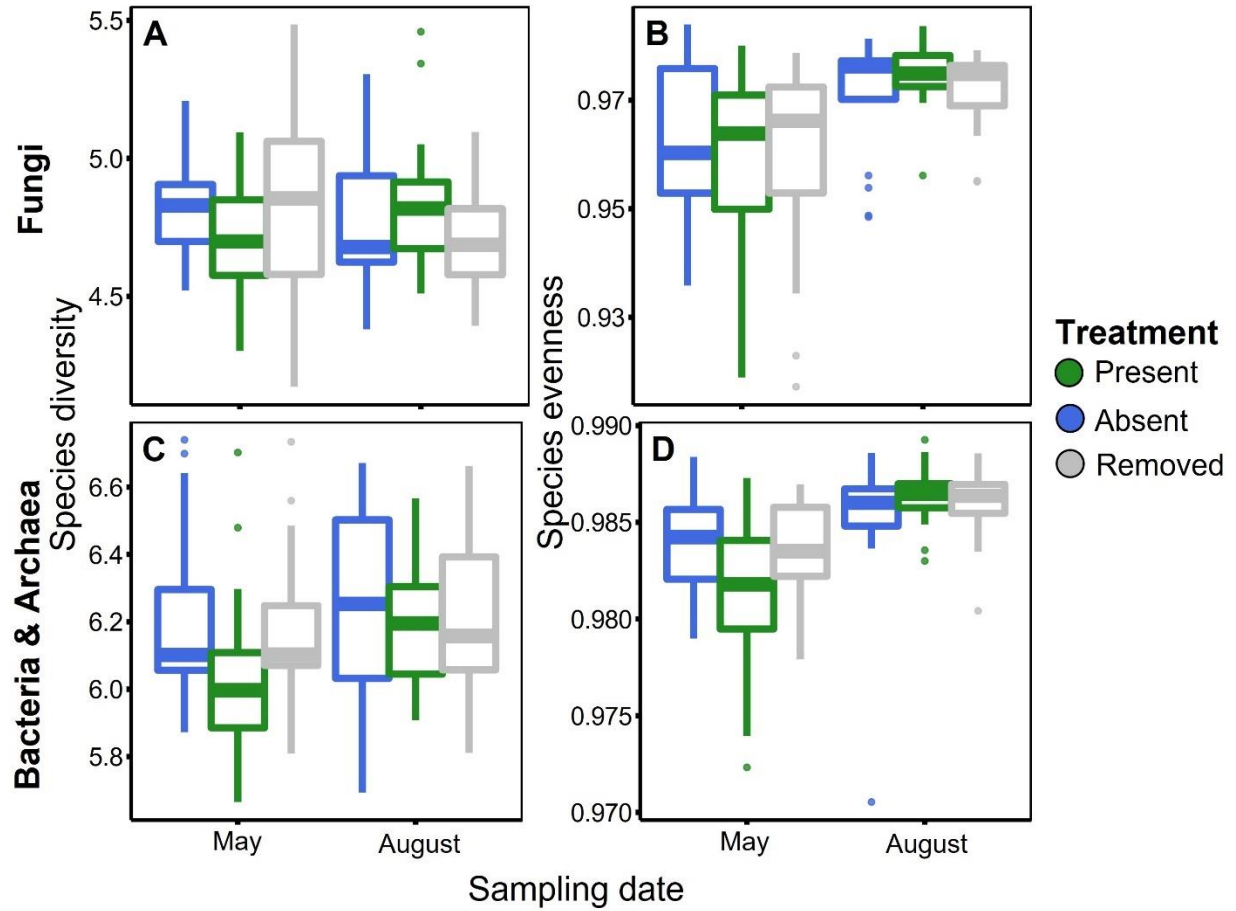 A
B
5.5
5.0
4.5
Fungi
0.97
0.95
0.93
Species diversity
Species evenness
Treatment
Present
Absent
Removed
C
D
6.6
6.4
6.2
6.0
5.8
Bacteria & Archaea
0.990
0.985
0.980
0.975
0.970
May
August
May
August
Sampling date